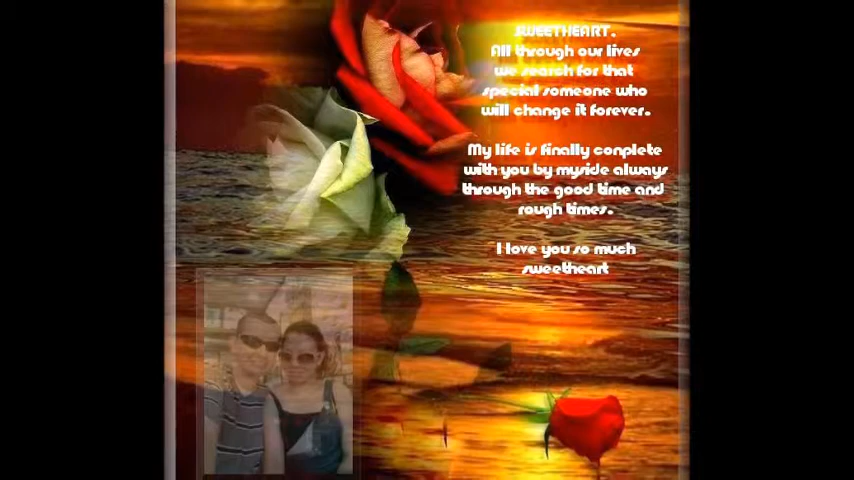 SWEETHEART.
All through our lives
we search for that
special someone who
will change it forever.
My life is finally conplete
with you by myside always
through the good time and
rough times.
I love you so much
sweetheart